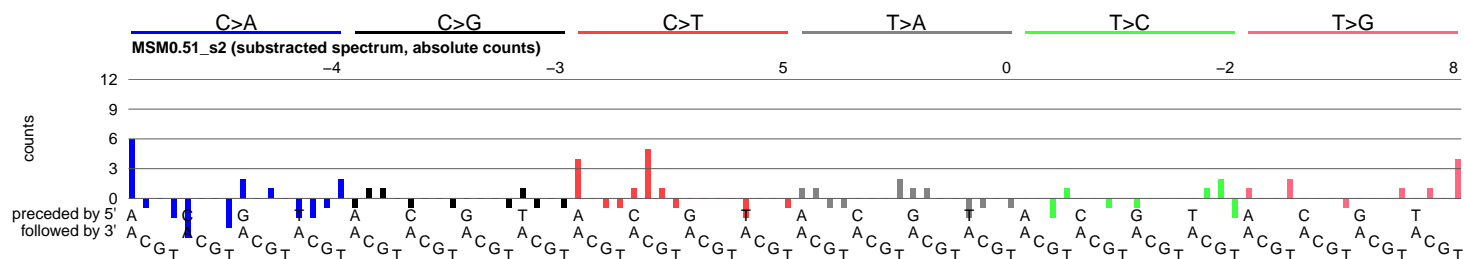 C>A C>G C>T T>A T>C T>G
MSM0.51_s2 (substracted spectrum, absolute counts)
−4 −3 5 0 −2 8
12
9
6
3
0
counts
preceded by 5' A C G T A C G T A C G T A C G T A C G T A C G T
followed by 3' A C G T A C G T A C G T A C G T A C G T A C G T A C G T A C G T A C G T A C G T A C G T A C G T A C G T A C G T A C G T A C G T A C G T A C G T A C G T A C G T A C G T A C G T A C G T A C G T